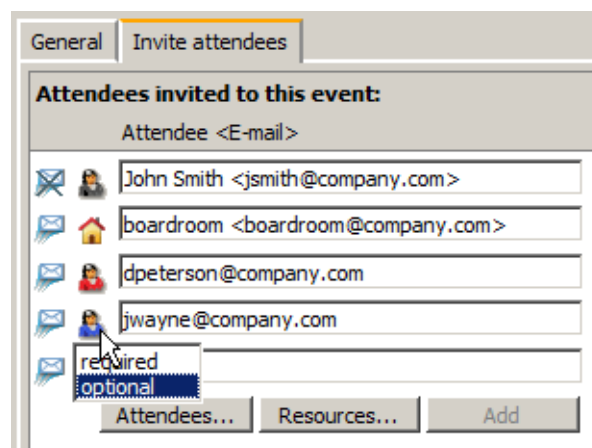 General Invite attendees
Attendees invited to this event:
Attendee <E-mail>
John Smith <jsmith@company.com>
boardroom <boardroom@company.com>
dpeterson@company.com
jwayne@company.com
required
optional
Attendees... Resources... Add